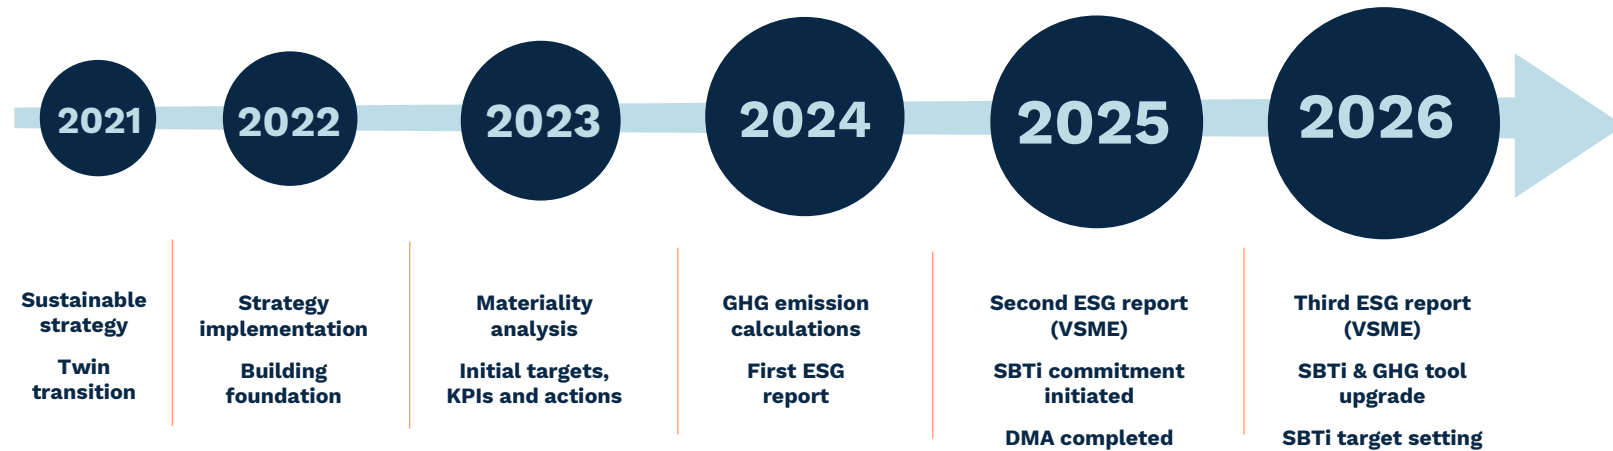 2021
2022
2023
2024
2025
2026
Sustainable
strategy
Twin
transition
Strategy
implementation
Building
foundation
Materiality
analysis
Initial targets,
KPIs and actions
GHG emission
calculations
First ESG
report
Second ESG report
(VSME)
SBTi commitment
initiated
DMA completed
Third ESG report
(VSME)
SBTi & GHG tool
upgrade
SBTi target setting